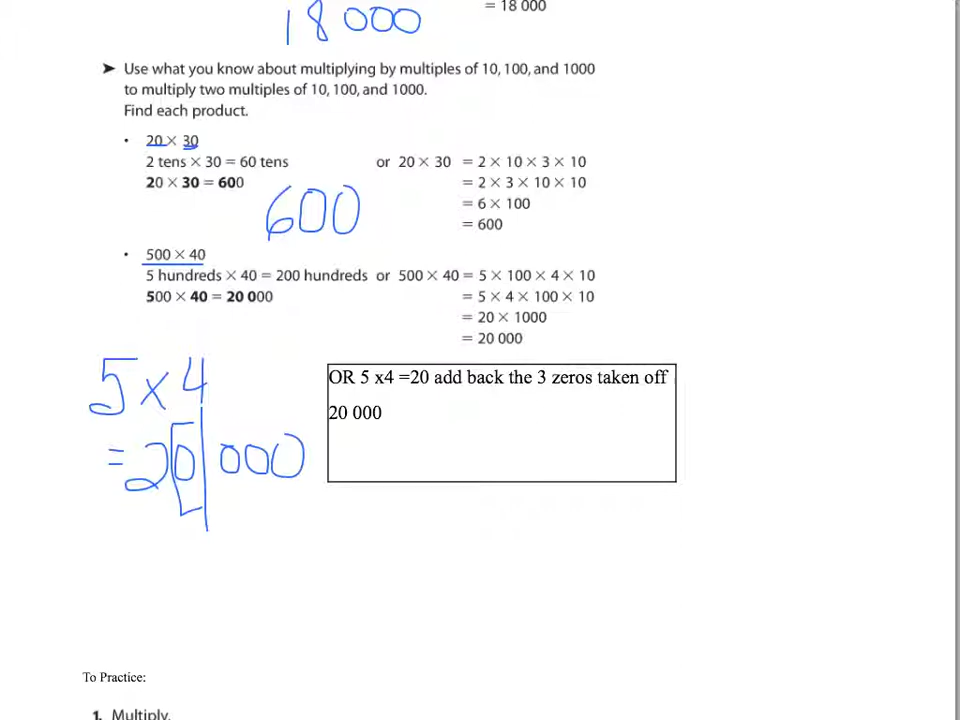 = 18 000
18 000
➤ Use what you know about multiplying by multiples of 10, 100, and 1000
to multiply two multiples of 10, 100, and 1000.
Find each product.
• 20 × 30
2 tens × 30 = 60 tens or 20 × 30 = 2 × 10 × 3 × 10
20 × 30 = 600 = 2 × 3 × 10 × 10
600 = 6 × 100
= 600
• 500 × 40
5 hundreds × 40 = 200 hundreds or 500 × 40 = 5 × 100 × 4 × 10
500 × 40 = 20 000 = 5 × 4 × 100 × 10
= 20 × 1000
= 20 000
5 x 4
= 20 000
OR 5 x4 =20 add back the 3 zeros taken off
20 000
To Practice:
1. Multiply.